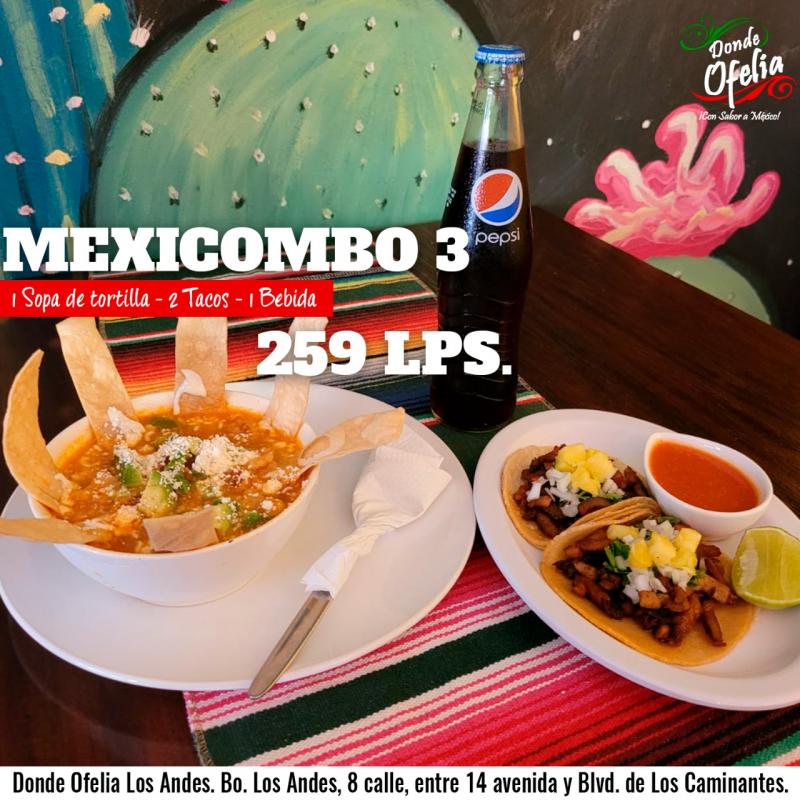 Donde
Ofelia
¡Con Sabor a México!
pepsi
MEXICOMBO 3
1 Sopa de tortilla - 2 Tacos - 1 Bebida
259 LPS.
Donde Ofelia Los Andes. Bo. Los Andes, 8 calle, entre 14 avenida y Blvd. de Los Caminantes.